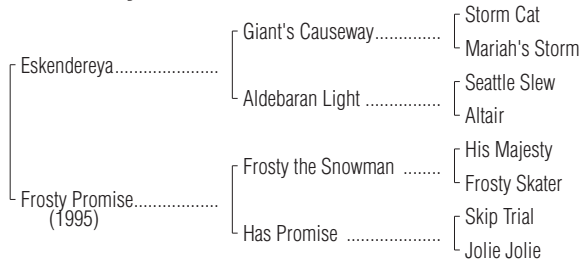 Storm Cat
Giant's Causeway..............
Mariah's Storm
Eskendereya......................
Seattle Slew
Aldebaran Light ................
Altair
His Majesty
Frosty the Snowman ........
Frosty Skater
Frosty Promise..................
(1995)
Skip Trial
Has Promise ....................
Jolie Jolie